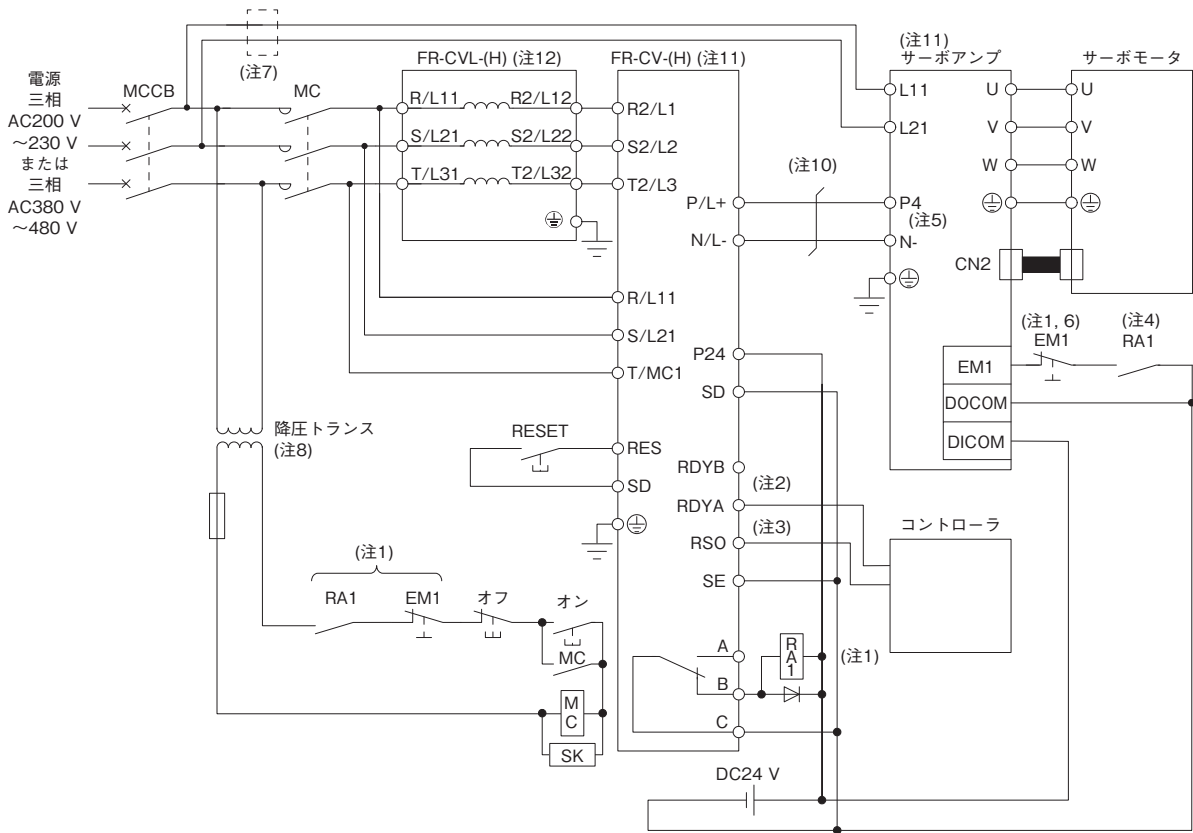 (注7)
電源
三相
AC200 V
～230 V
または
三相
AC380 V
～480 V
MCCB
MC
FR-CVL-(H) (注12)
R/L11
R2/L12
S/L21
S2/L22
T/L31
T2/L32
FR-CV-(H) (注11)
R2/L1
S2/L2
T2/L3
R/L11
S/L21
T/MC1
RESET
RES
SD
P/L+
N/L-
P24
SD
RDYB
(注2)
RDYA
RSO
(注3)
SE
A
B
C
RA1
(注1)
(注10)
(注11)
サーボアンプ
L11
L21
P4
(注5)
N-
U
V
W
CN2
サーボモータ
U
V
W
EM1
DOCOM
DICOM
(注1, 6)
EM1
(注4)
RA1
コントローラ
降圧トランス
(注8)
(注1)
RA1
EM1
オフ
オン
MC
MC
SK
DC24 V